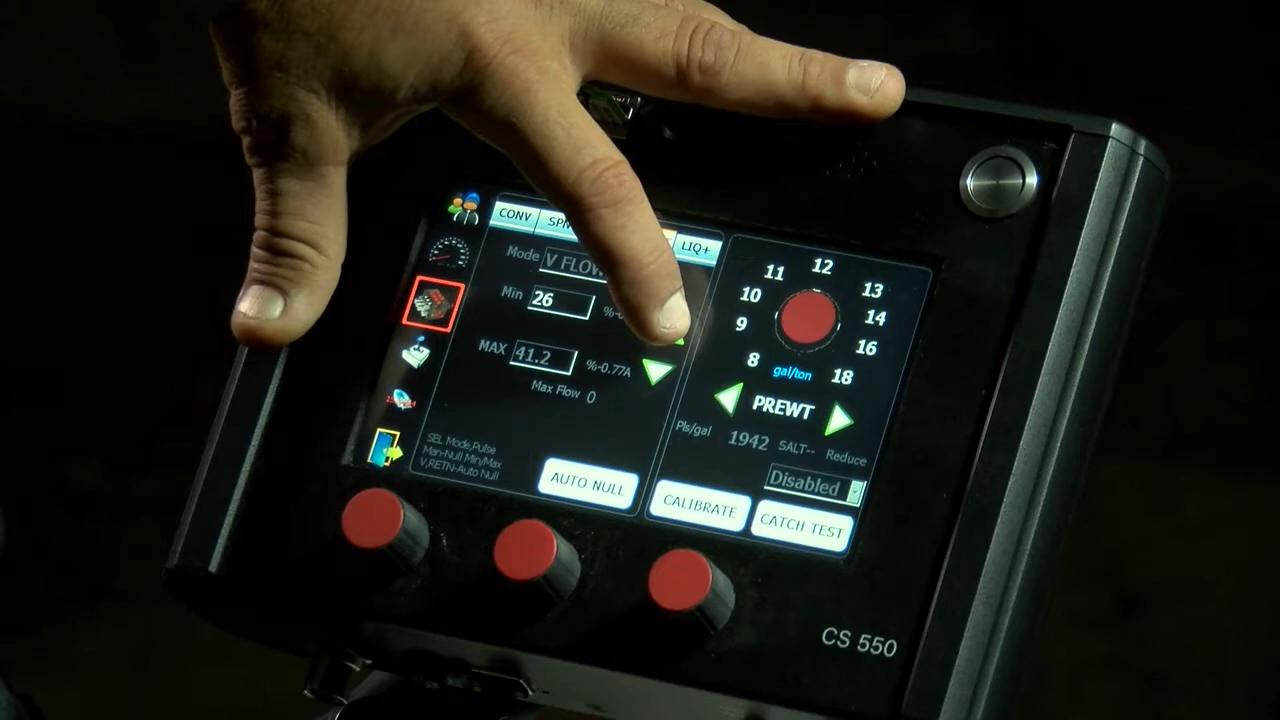 CONV SPN LIQ+
Mode V FLOW
Min 26
MAX 41.2 %-0.77A
Max Flow 0
SEL Mode,Pulse
Man-Null Min/Max
V,RETN-Auto Null
AUTO NULL
12
11 13
10 14
9 16
8 gal/ton 18
PREWT
Pls/gal 1942 SALT-- Reduce
Disabled
CALIBRATE CATCH TEST
CS 550